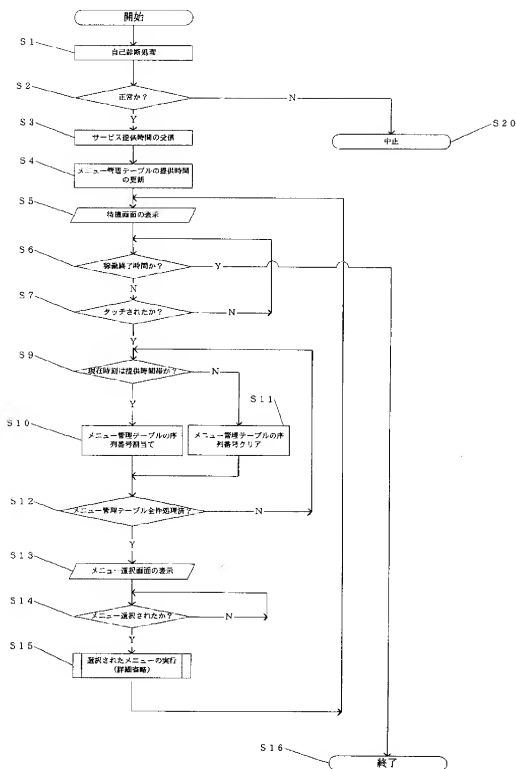 開始
S1
自己診断処理
S2
正常か？
N
Y
S20
中止
S3
サービス提供時間の受信
S4
メニュー管理テーブルの提供時間
の更新
S5
待機画面の表示
S6
稼働終了時間か？
Y
N
S7
タッチされたか？
N
Y
S9
現在時刻は提供時間帯か？
N
Y
S11
S10
メニュー管理テーブルの序
列番号割当て
メニュー管理テーブルの序
列番号クリア
S12
メニュー管理テーブル全件処理済？
N
Y
S13
メニュー選択画面の表示
S14
メニュー選択されたか？
N
Y
S15
選択されたメニューの実行
（詳細省略）
S16
終了